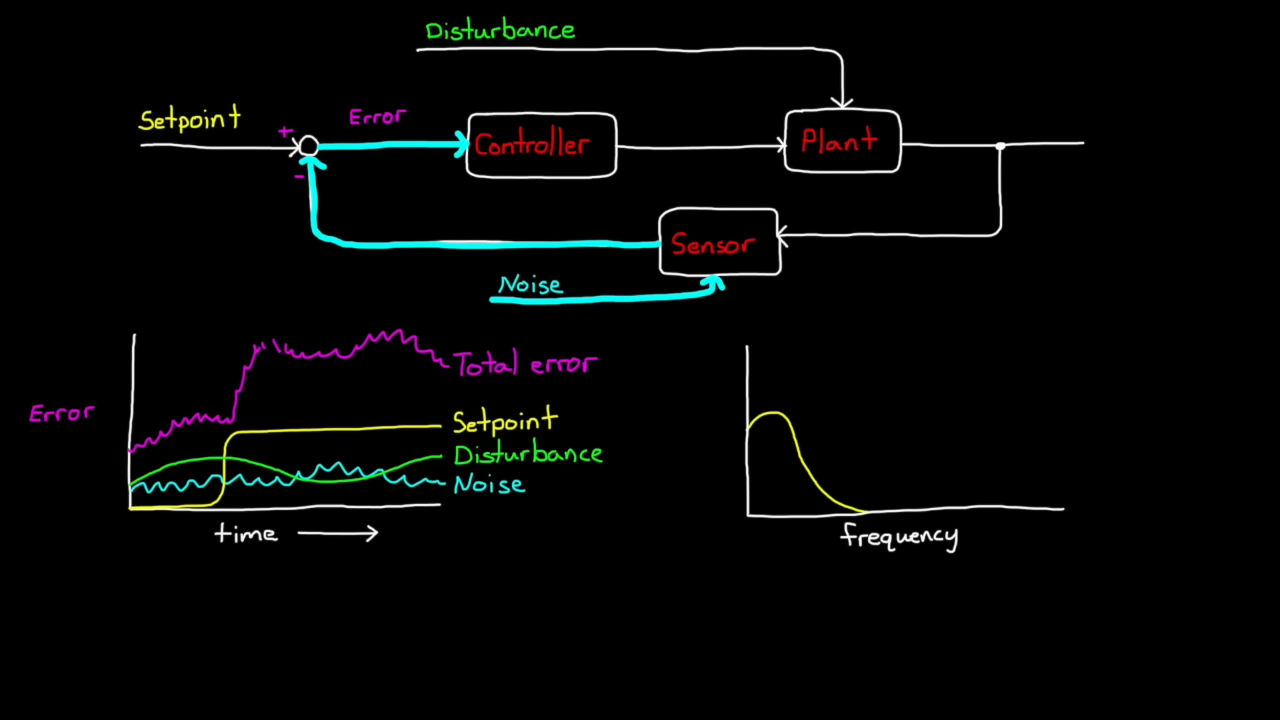 Disturbance
Setpoint
+
Error
Controller
Plant
-
Sensor
Noise
Total error
Error
Setpoint
Disturbance
Noise
time
frequency